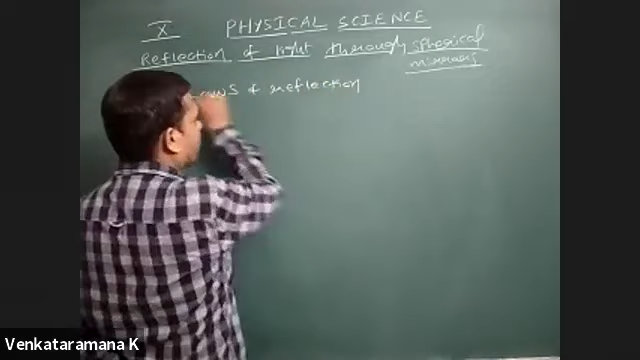 X PHYSICAL SCIENCE
Reflection of light through spherical
mirrors
Laws of reflection
Venkataramana K